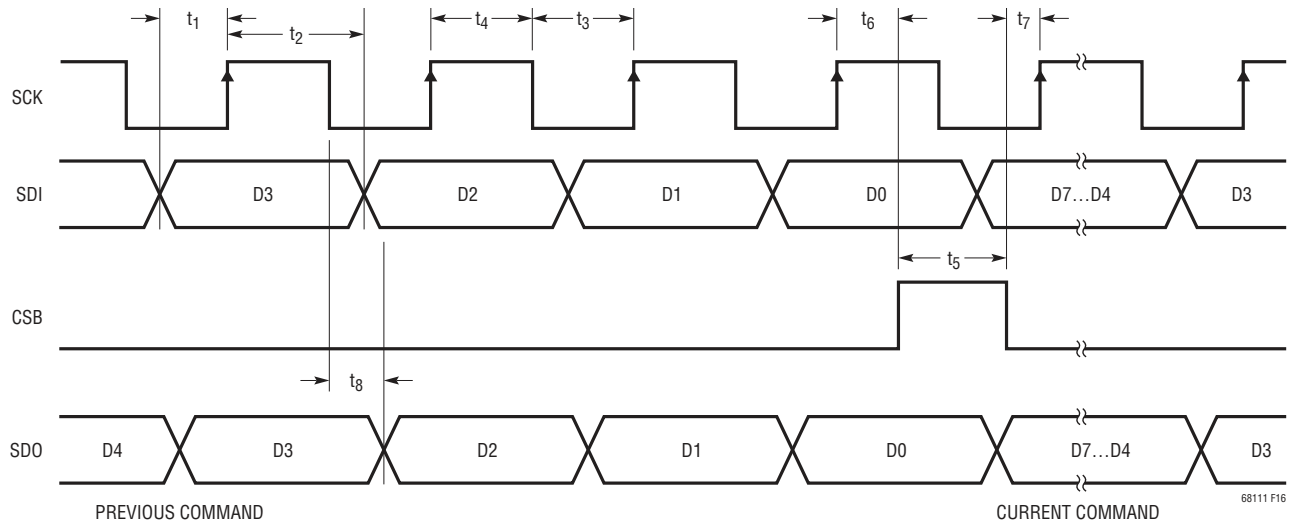 t1
t2
t4
t3
t6
t7
SCK
SDI
D3
D2
D1
D0
D7...D4
D3
t5
CSB
t8
SDO
D4
D3
D2
D1
D0
D7...D4
D3
68111 F16
PREVIOUS COMMAND
CURRENT COMMAND